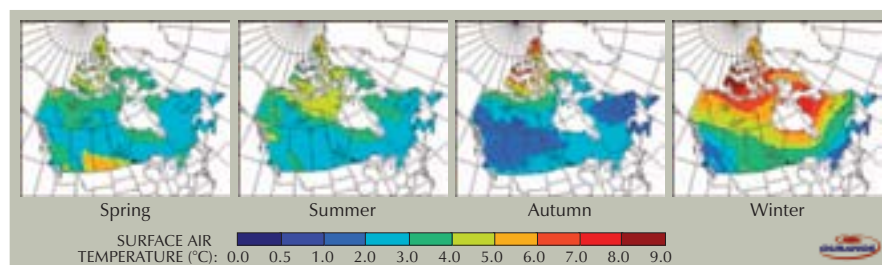 Spring
Summer
Autumn
Winter
SURFACE AIR
TEMPERATURE (°C): 0.0 0.5 1.0 2.0 3.0 4.0 5.0 6.0 7.0 8.0 9.0